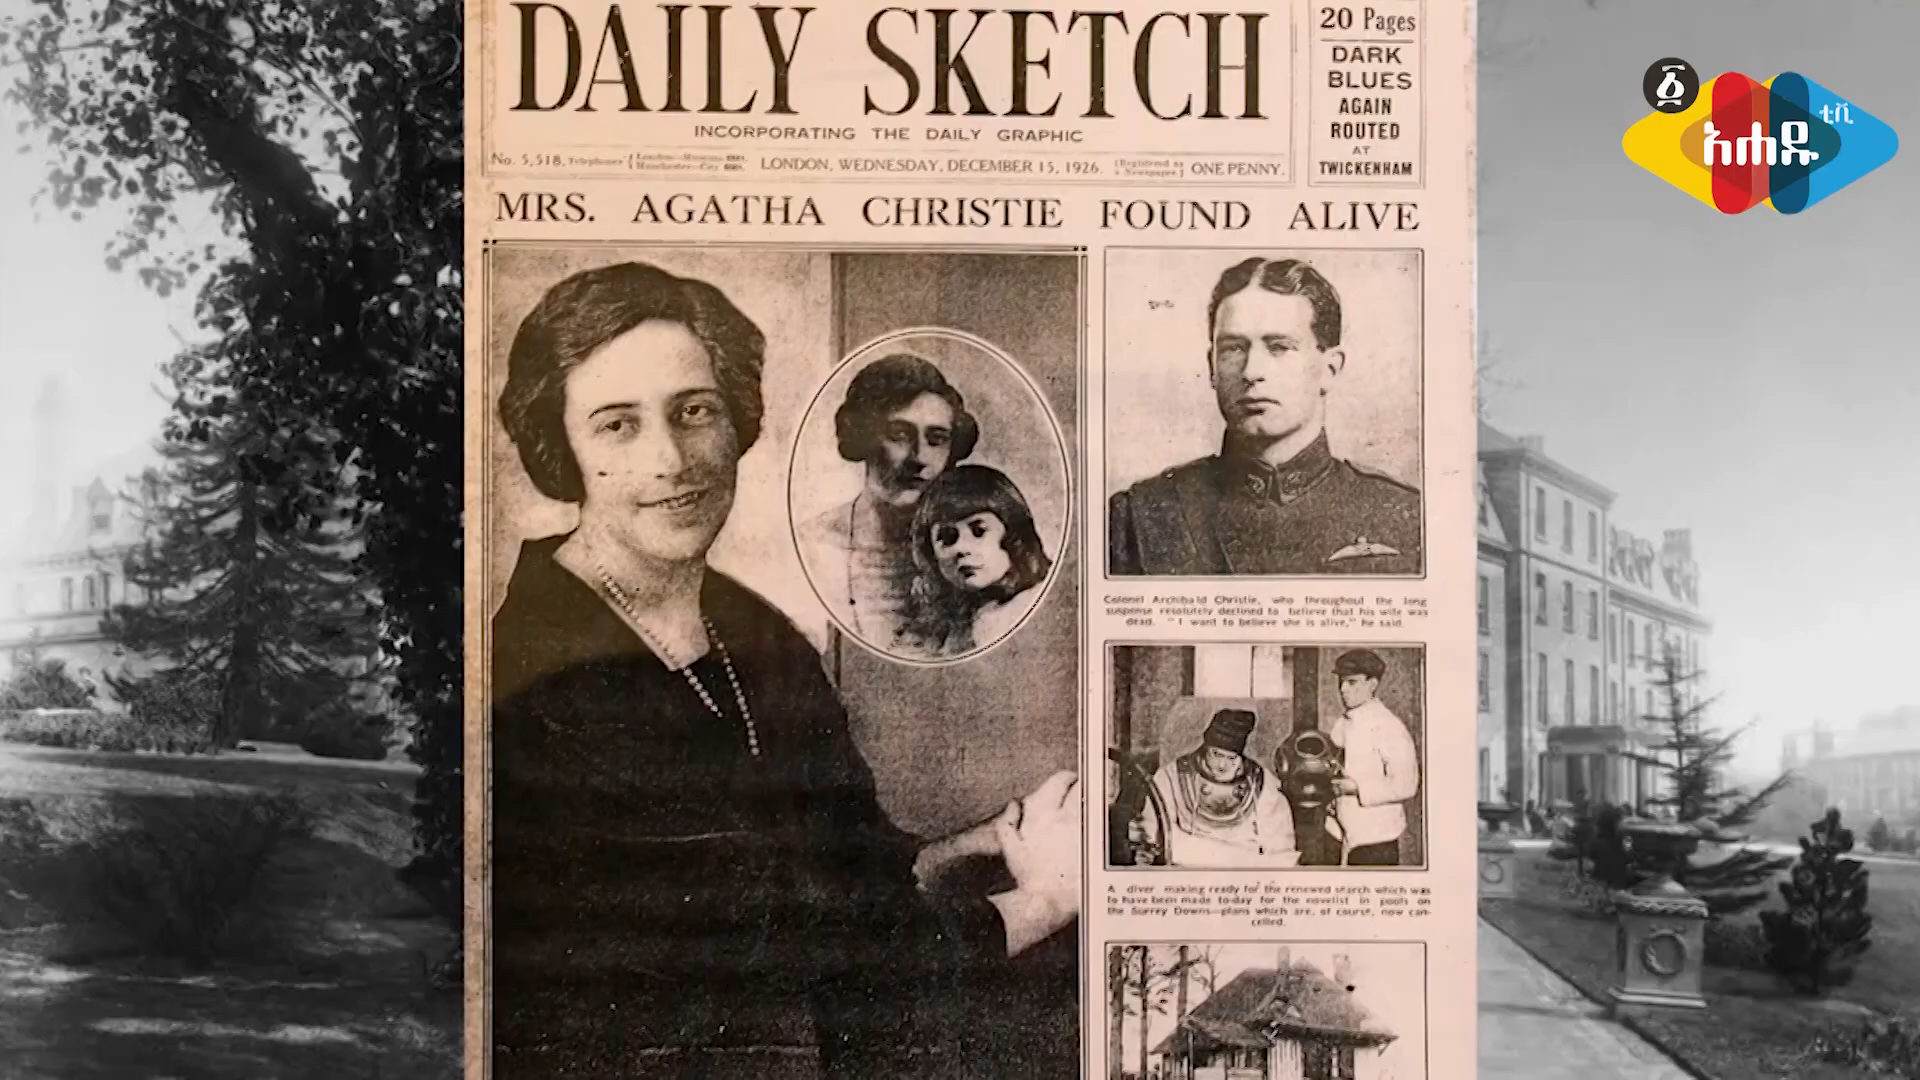 DAILY SKETCH
INCORPORATING THE DAILY GRAPHIC
No. 5,518. Telephones LONDON, WEDNESDAY, DECEMBER 15, 1926. ONE PENNY.
20 Pages
DARK
BLUES
AGAIN
ROUTED
AT
TWICKENHAM
አሐዱ
ቲቪ
MRS. AGATHA CHRISTIE FOUND ALIVE
Colonel Archibald Christie, who throughout the long
suspense resolutely declined to believe that his wife was
dead. "I want to believe she is alive," he said.
A diver making ready for the renewed search which was
to have been made to-day for the novelist in pools on
the Surrey Downs—plans which are, of course, now can-
celled.